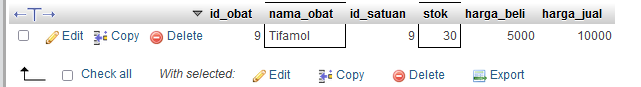 id_obat nama_obat id_satuan stok harga_beli harga_jual
Edit Copy Delete 9 Tifamol 9 30 5000 10000
Check all With selected: Edit Copy Delete Export